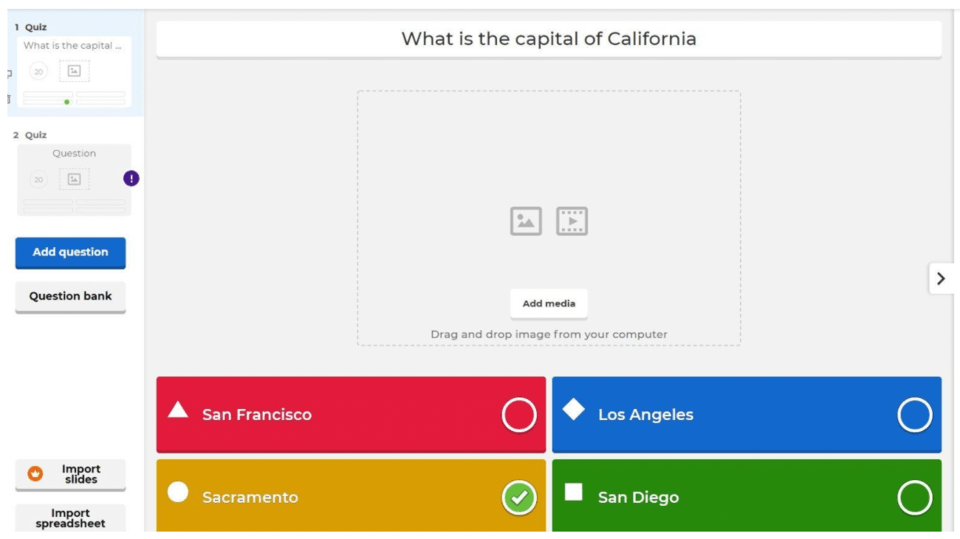 1 Quiz
What is the capital ...
20
2 Quiz
Question
20
!
Add question
Question bank
Import
slides
Import
spreadsheet
What is the capital of California
Add media
Drag and drop image from your computer
San Francisco
Los Angeles
Sacramento
San Diego